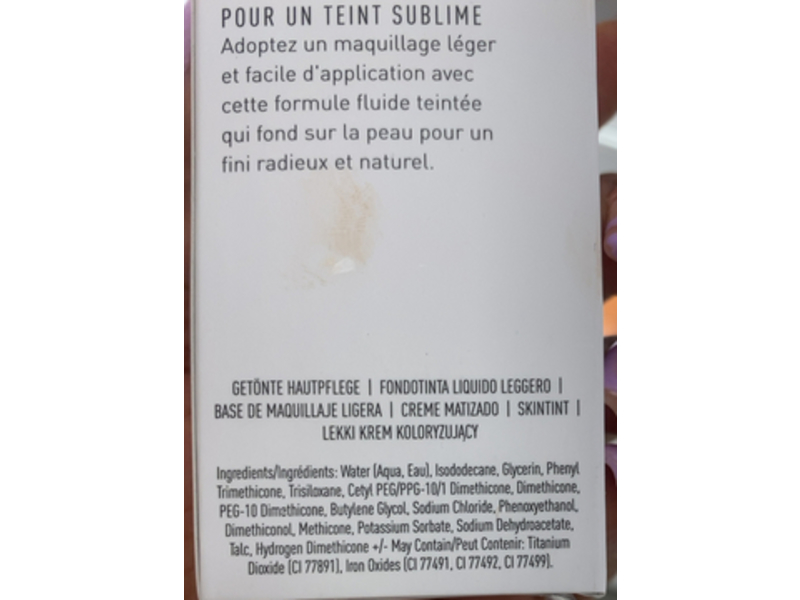 POUR UN TEINT SUBLIME
Adoptez un maquillage léger
et facile d'application avec
cette formule fluide teintée
qui fond sur la peau pour un
fini radieux et naturel.
GETÖNTE HAUTPFLEGE | FONDOTINTA LIQUIDO LEGGERO |
BASE DE MAQUILLAJE LIGERA | CREME MATIZADO | SKINTINT |
LEKKI KREM KOLORYZUJĄCY
Ingredients/Ingrédients: Water (Aqua, Eau), Isododecane, Glycerin, Phenyl
Trimethicone, Trisiloxane, Cetyl PEG/PPG-10/1 Dimethicone, Dimethicone,
PEG-10 Dimethicone, Butylene Glycol, Sodium Chloride, Phenoxyethanol,
Dimethiconol, Methicone, Potassium Sorbate, Sodium Dehydroacetate,
Talc, Hydrogen Dimethicone +/- May Contain/Peut Contenir: Titanium
Dioxide (CI 77891), Iron Oxides (CI 77491, CI 77492, CI 77499).